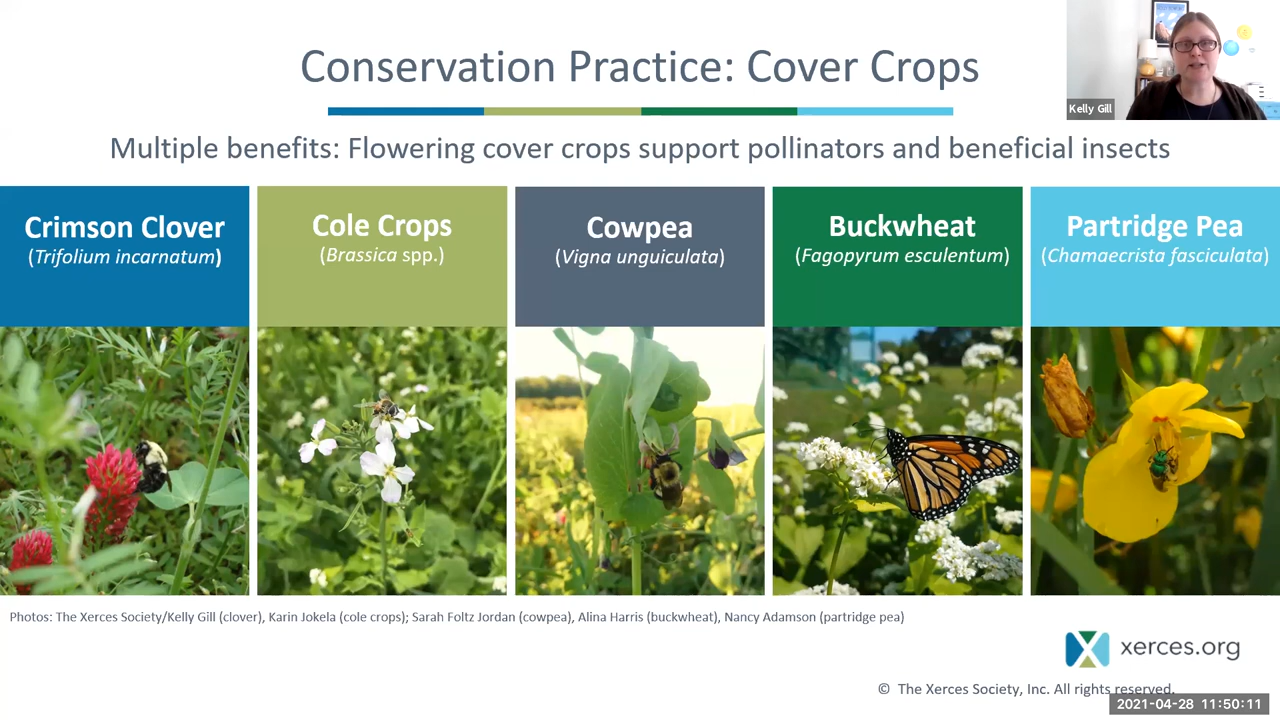 Conservation Practice: Cover Crops
Kelly Gill
Multiple benefits: Flowering cover crops support pollinators and beneficial insects
Crimson Clover
(Trifolium incarnatum)
Cole Crops
(Brassica spp.)
Cowpea
(Vigna unguiculata)
Buckwheat
(Fagopyrum esculentum)
Partridge Pea
(Chamaecrista fasciculata)
Photos: The Xerces Society/Kelly Gill (clover), Karin Jokela (cole crops); Sarah Foltz Jordan (cowpea), Alina Harris (buckwheat), Nancy Adamson (partridge pea)
xerces.org
© The Xerces Society, Inc. All rights reserved.
2021-04-28 11:50:11